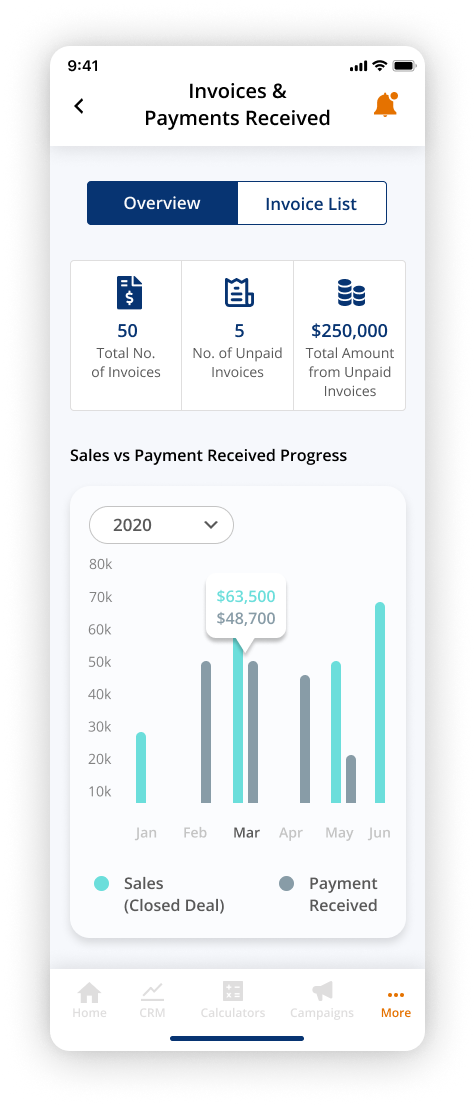 9:41
Invoices &
Payments Received
Overview
Invoice List
50
Total No.
of Invoices
5
No. of Unpaid
Invoices
$250,000
Total Amount
from Unpaid
Invoices
Sales vs Payment Received Progress
2020
80k
70k
60k
50k
40k
30k
20k
10k
$63,500
$48,700
Jan
Feb
Mar
Apr
May
Jun
Sales
(Closed Deal)
Payment
Received
Home
CRM
Calculators
Campaigns
More